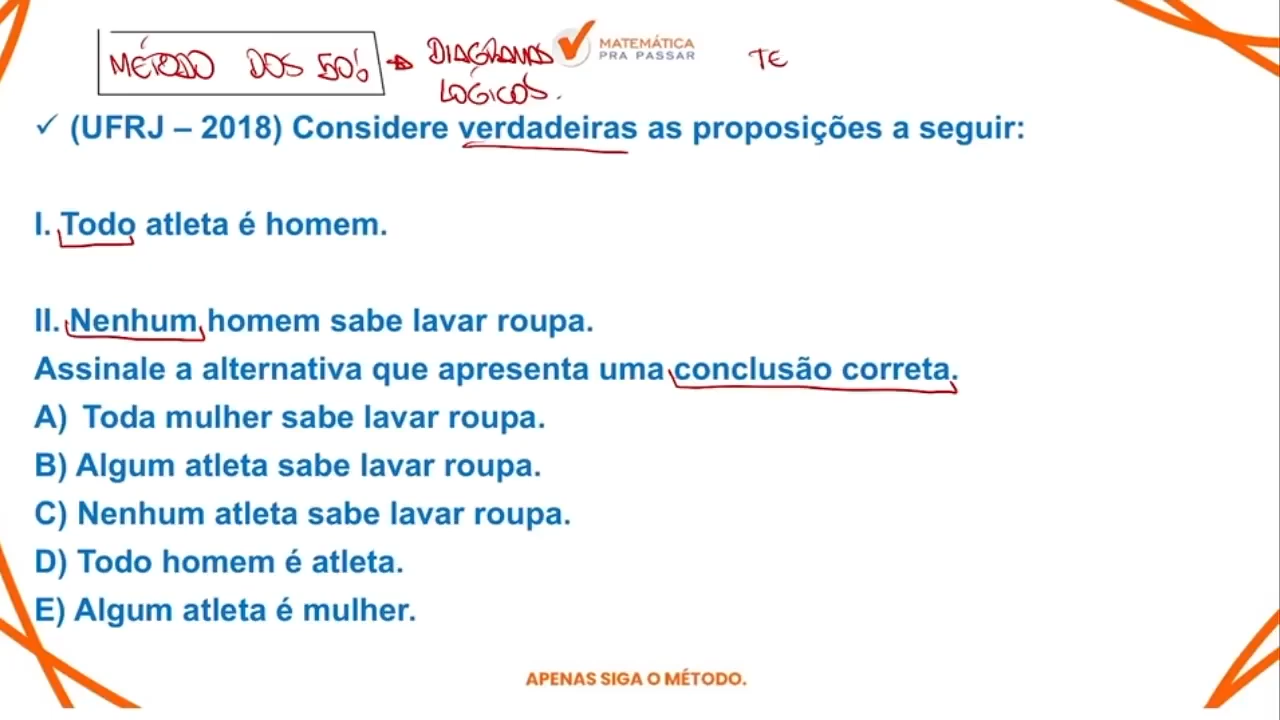 MÉTODO DOS 50% → DIAGRAMAS
LÓGICOS.
MATEMÁTICA
PRA PASSAR
TE
✓ (UFRJ – 2018) Considere verdadeiras as proposições a seguir:
I. Todo atleta é homem.
II. Nenhum homem sabe lavar roupa.
Assinale a alternativa que apresenta uma conclusão correta.
A) Toda mulher sabe lavar roupa.
B) Algum atleta sabe lavar roupa.
C) Nenhum atleta sabe lavar roupa.
D) Todo homem é atleta.
E) Algum atleta é mulher.
APENAS SIGA O MÉTODO.